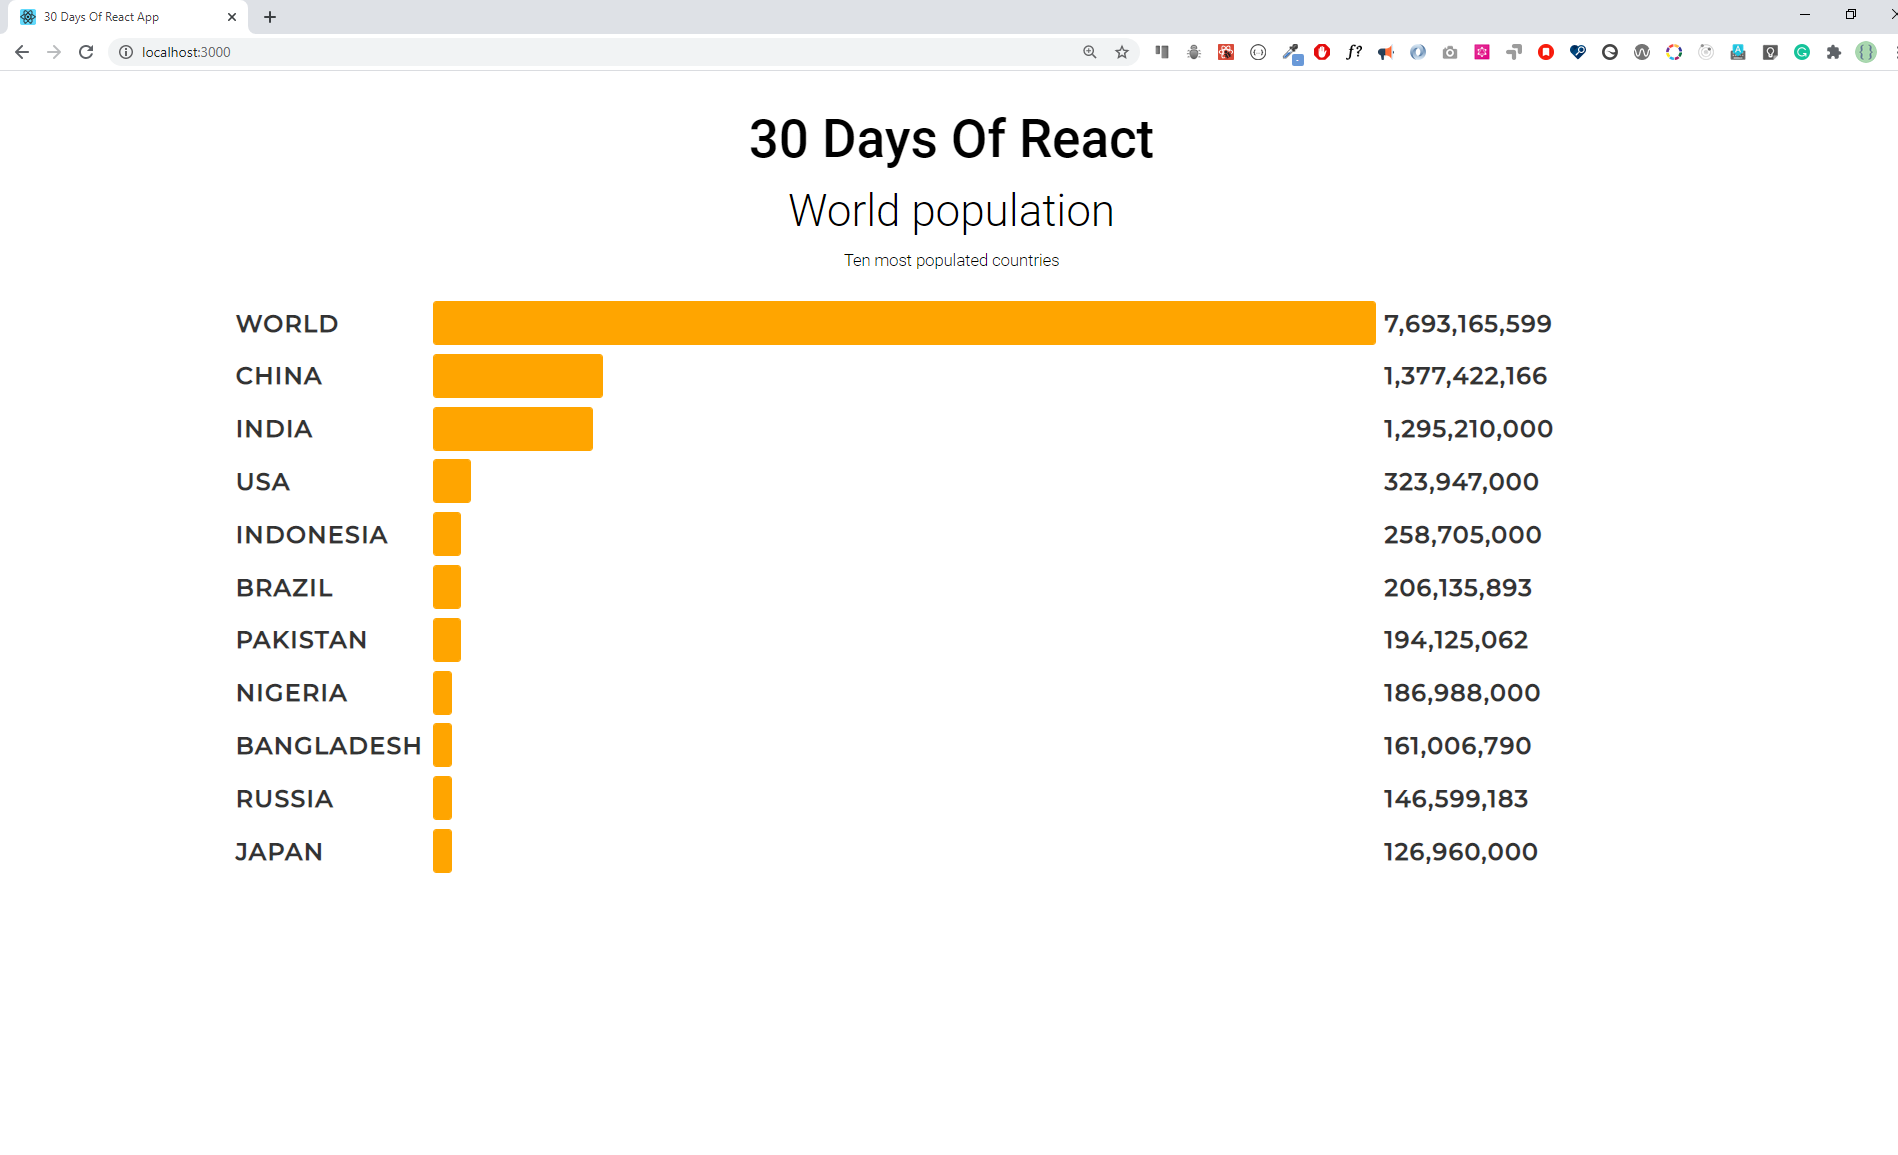 30 Days Of React App
localhost:3000
f?
30 Days Of React
World population
Ten most populated countries
WORLD 7,693,165,599
CHINA 1,377,422,166
INDIA 1,295,210,000
USA 323,947,000
INDONESIA 258,705,000
BRAZIL 206,135,893
PAKISTAN 194,125,062
NIGERIA 186,988,000
BANGLADESH 161,006,790
RUSSIA 146,599,183
JAPAN 126,960,000